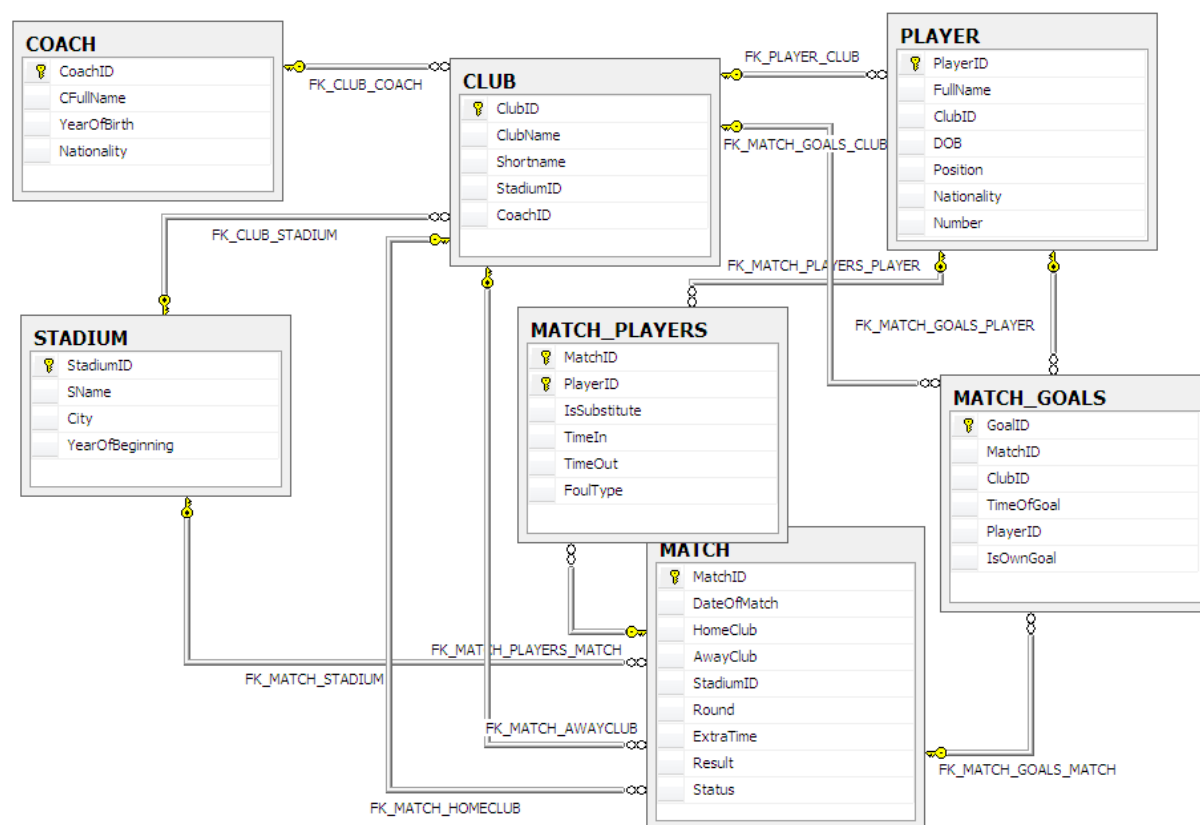 COACH
CoachID
CFullName
YearOfBirth
Nationality
FK_CLUB_COACH
CLUB
ClubID
ClubName
Shortname
StadiumID
CoachID
FK_PLAYER_CLUB
FK_MATCH_GOALS_CLUB
PLAYER
PlayerID
FullName
ClubID
DOB
Position
Nationality
Number
FK_CLUB_STADIUM
FK_MATCH_PLAYERS_PLAYER
FK_MATCH_GOALS_PLAYER
STADIUM
StadiumID
SName
City
YearOfBeginning
MATCH_PLAYERS
MatchID
PlayerID
IsSubstitute
TimeIn
TimeOut
FoulType
MATCH_GOALS
GoalID
MatchID
ClubID
TimeOfGoal
PlayerID
IsOwnGoal
MATCH
MatchID
DateOfMatch
HomeClub
AwayClub
StadiumID
Round
ExtraTime
Result
Status
FK_MATCH_PLAYERS_MATCH
FK_MATCH_STADIUM
FK_MATCH_AWAYCLUB
FK_MATCH_HOMECLUB
FK_MATCH_GOALS_MATCH